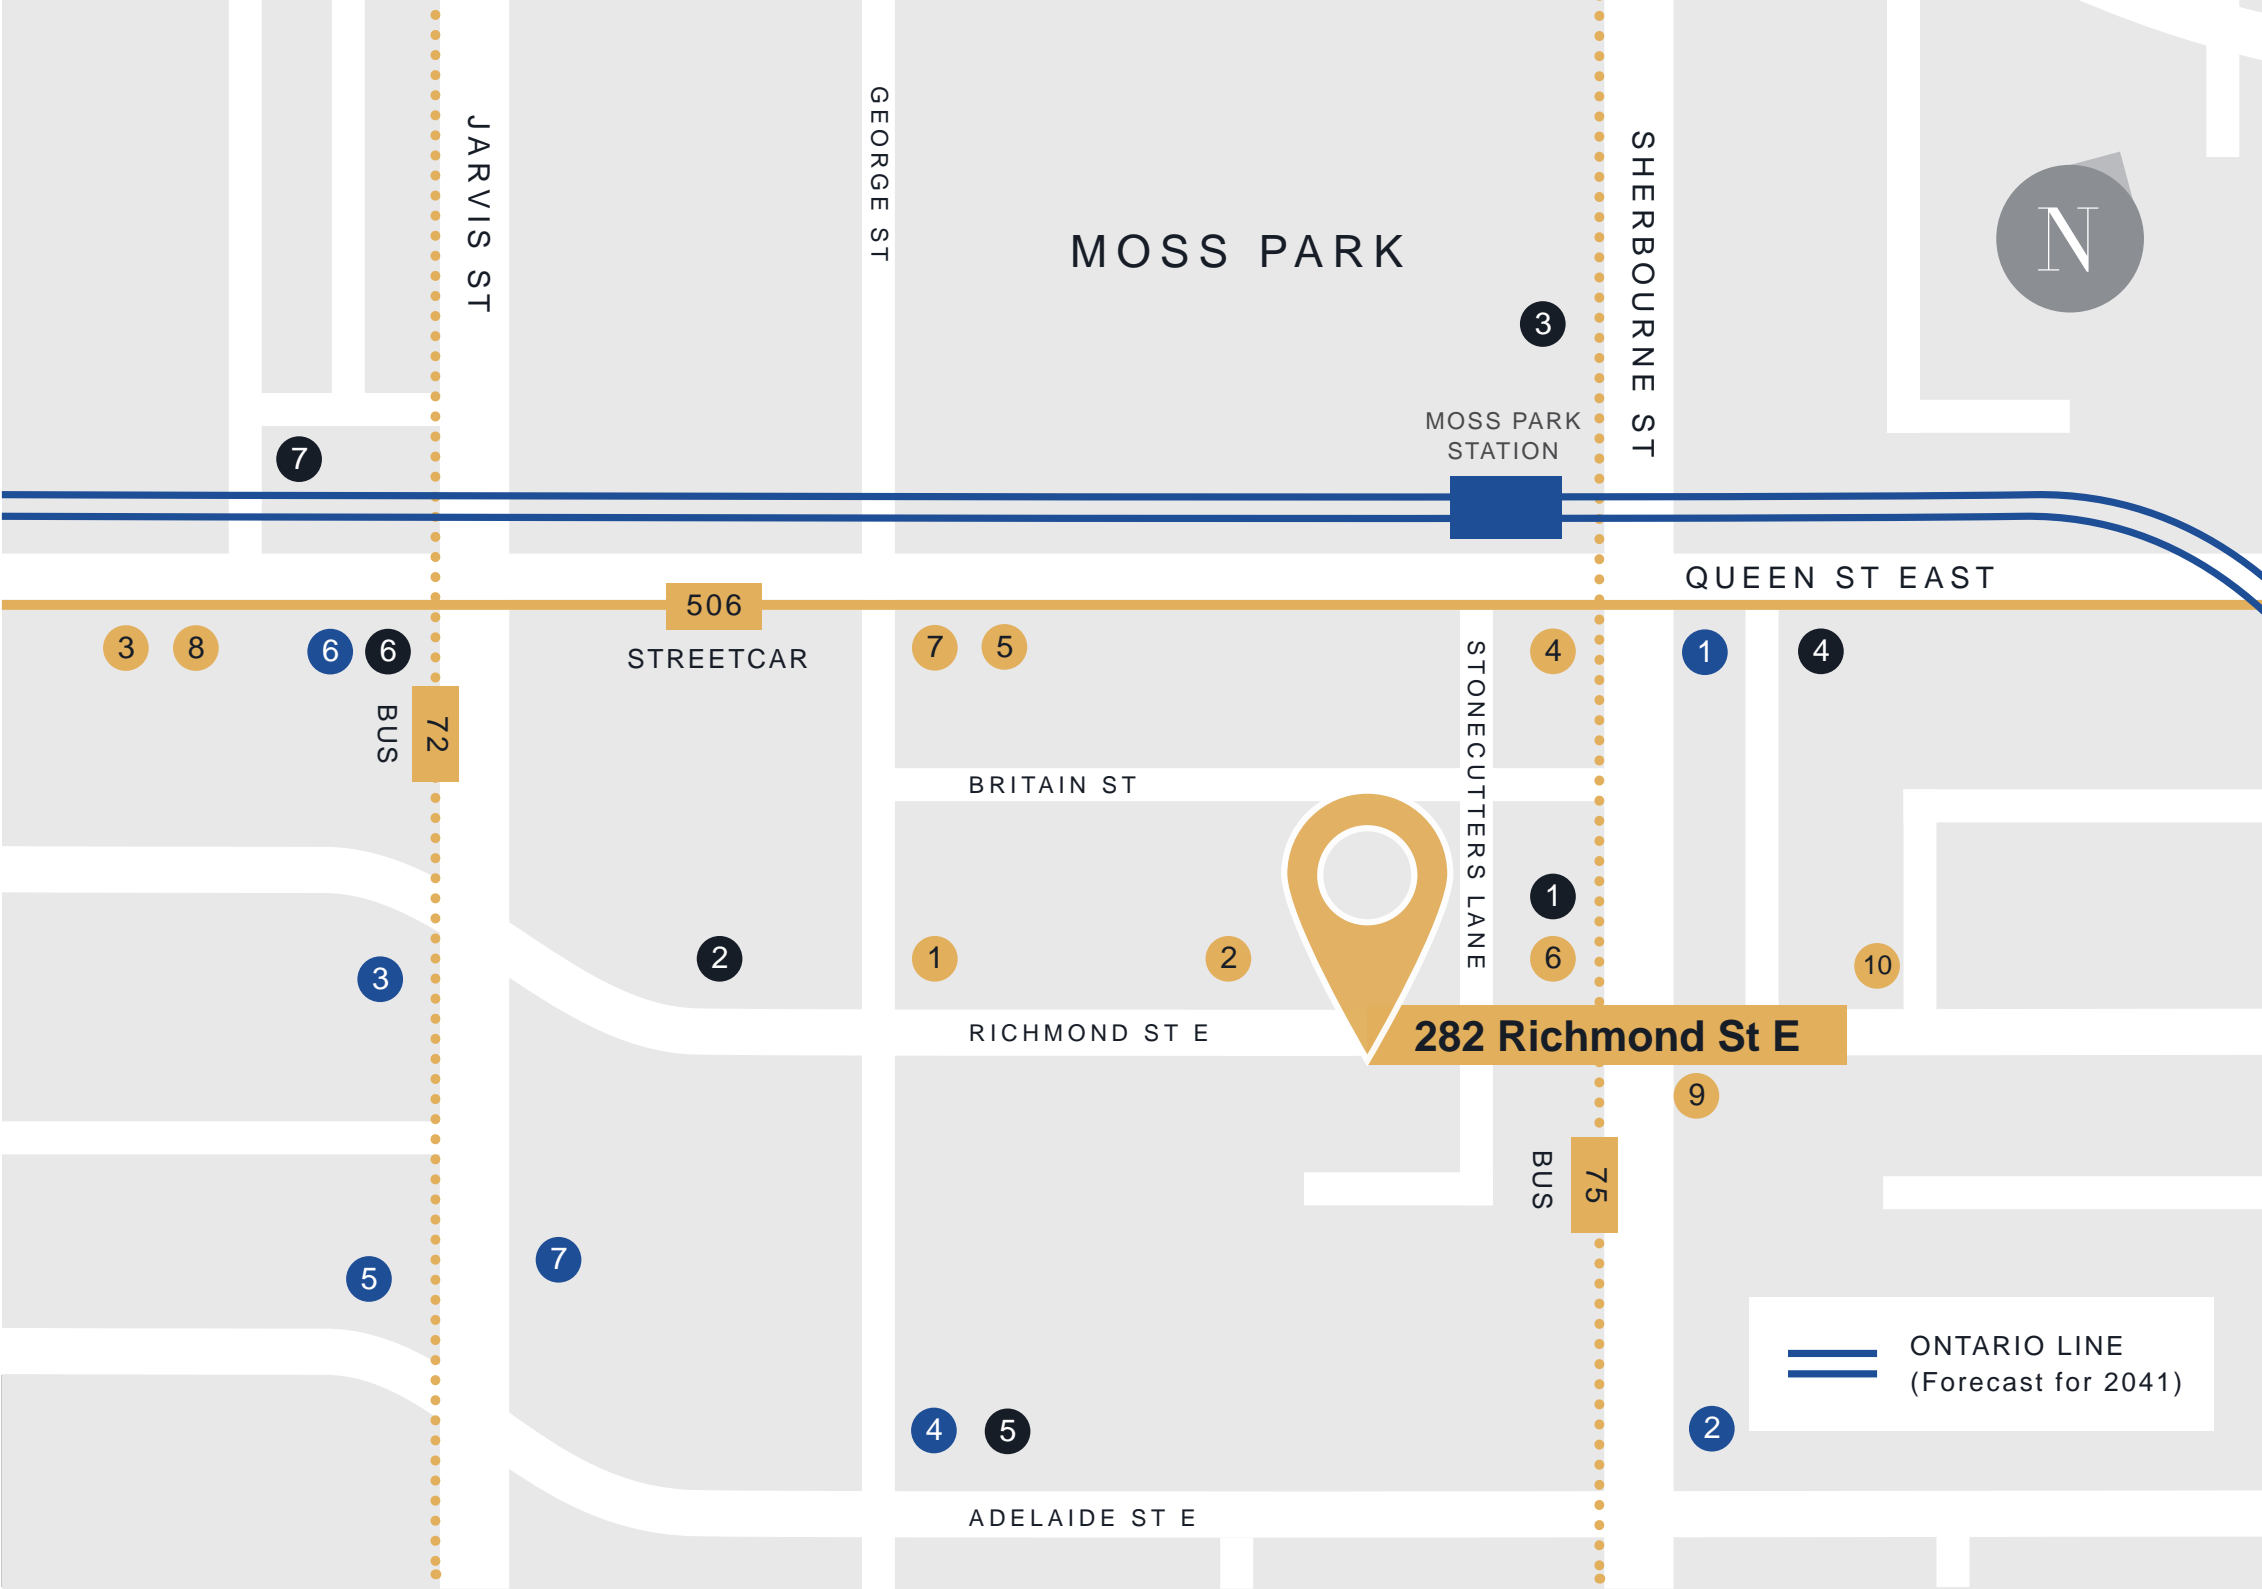 JARVIS ST
GEORGE ST
MOSS PARK
SHERBOURNE ST
N
3
MOSS PARK
STATION
7
QUEEN ST EAST
506
STREETCAR
3
8
6
6
7
5
4
1
4
BUS
72
STONECUTTERS LANE
BRITAIN ST
1
3
2
1
2
6
10
RICHMOND ST E
282 Richmond St E
9
BUS
75
5
7
ONTARIO LINE
(Forecast for 2041)
4
5
2
ADELAIDE ST E